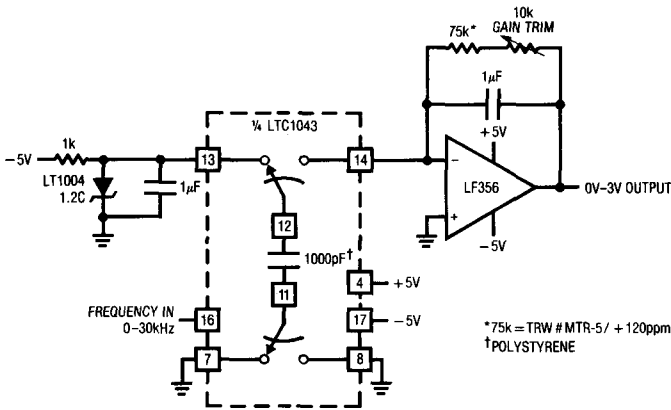 10k
75k*
GAIN TRIM
1µF
¼ LTC1043
+5V
1k
−5V
13
14
−
LF356
0V–3V OUTPUT
LT1004
1.2C
1µF
+
−5V
12
1000pF†
11
4
+5V
FREQUENCY IN
0–30kHz
16
17
−5V
7
8
*75k = TRW # MTR-5/ +120ppm
†POLYSTYRENE